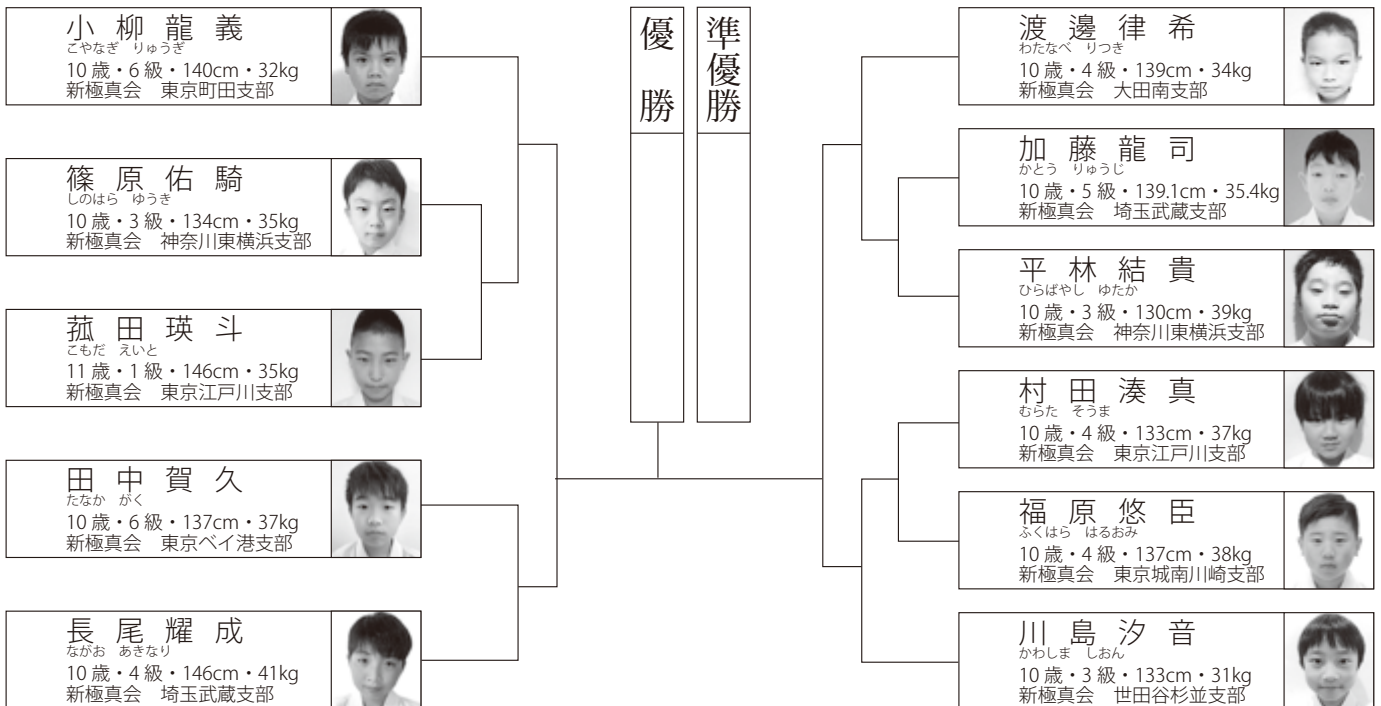 小柳龍義
こやなぎ りゅうぎ
10歳・6級・140cm・32kg
新極真会 東京町田支部
篠原佑騎
しのはら ゆうき
10歳・3級・134cm・35kg
新極真会 神奈川東横浜支部
菰田瑛斗
こもだ えいと
11歳・1級・146cm・35kg
新極真会 東京江戸川支部
田中賀久
たなか がく
10歳・6級・137cm・37kg
新極真会 東京ベイ港支部
長尾耀成
ながお あきなり
10歳・4級・146cm・41kg
新極真会 埼玉武蔵支部
優勝
準優勝
渡邊律希
わたなべ りつき
10歳・4級・139cm・34kg
新極真会 大田南支部
加藤龍司
かとう りゅうじ
10歳・5級・139.1cm・35.4kg
新極真会 埼玉武蔵支部
平林結貴
ひらばやし ゆたか
10歳・3級・130cm・39kg
新極真会 神奈川東横浜支部
村田湊真
むらた そうま
10歳・4級・133cm・37kg
新極真会 東京江戸川支部
福原悠臣
ふくはら はるおみ
10歳・4級・137cm・38kg
新極真会 東京城南川崎支部
川島汐音
かわしま しおん
10歳・3級・133cm・31kg
新極真会 世田谷杉並支部